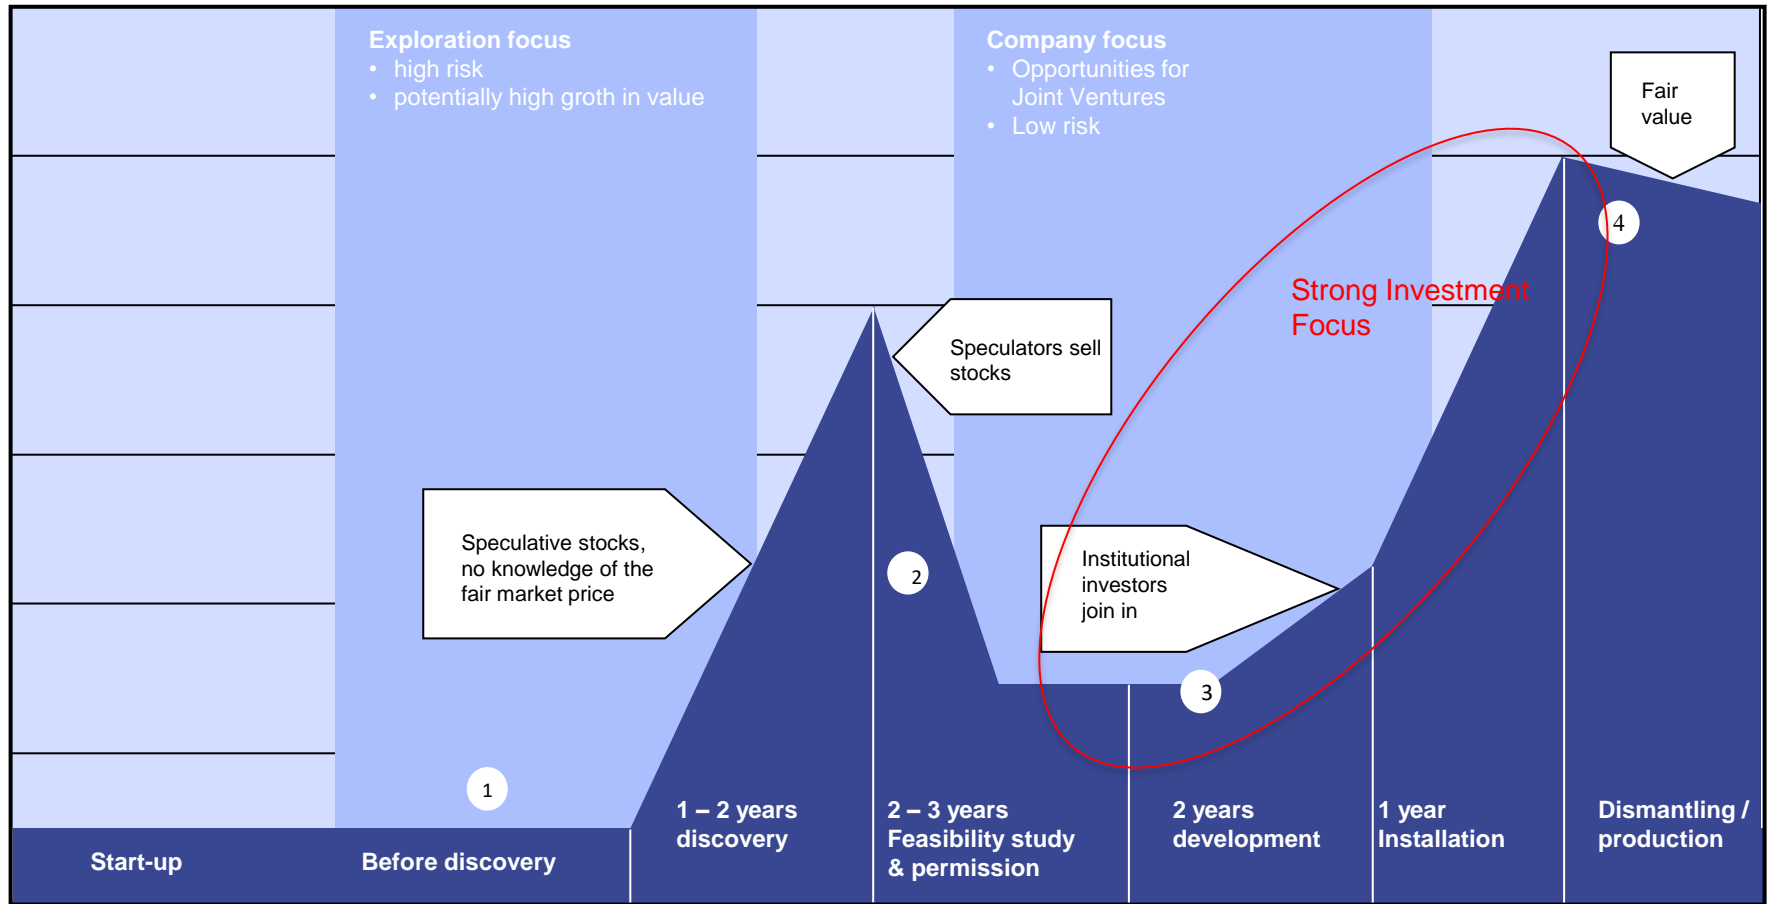 Exploration focus
• high risk
• potentially high groth in value
Company focus
• Opportunities for
Joint Ventures
• Low risk
Fair
value
4
Strong Investment
Focus
Speculators sell
stocks
Speculative stocks,
no knowledge of the
fair market price
2
Institutional
investors
join in
3
1
Start-up
Before discovery
1 – 2 years
discovery
2 – 3 years
Feasibility study
& permission
2 years
development
1 year
Installation
Dismantling /
production